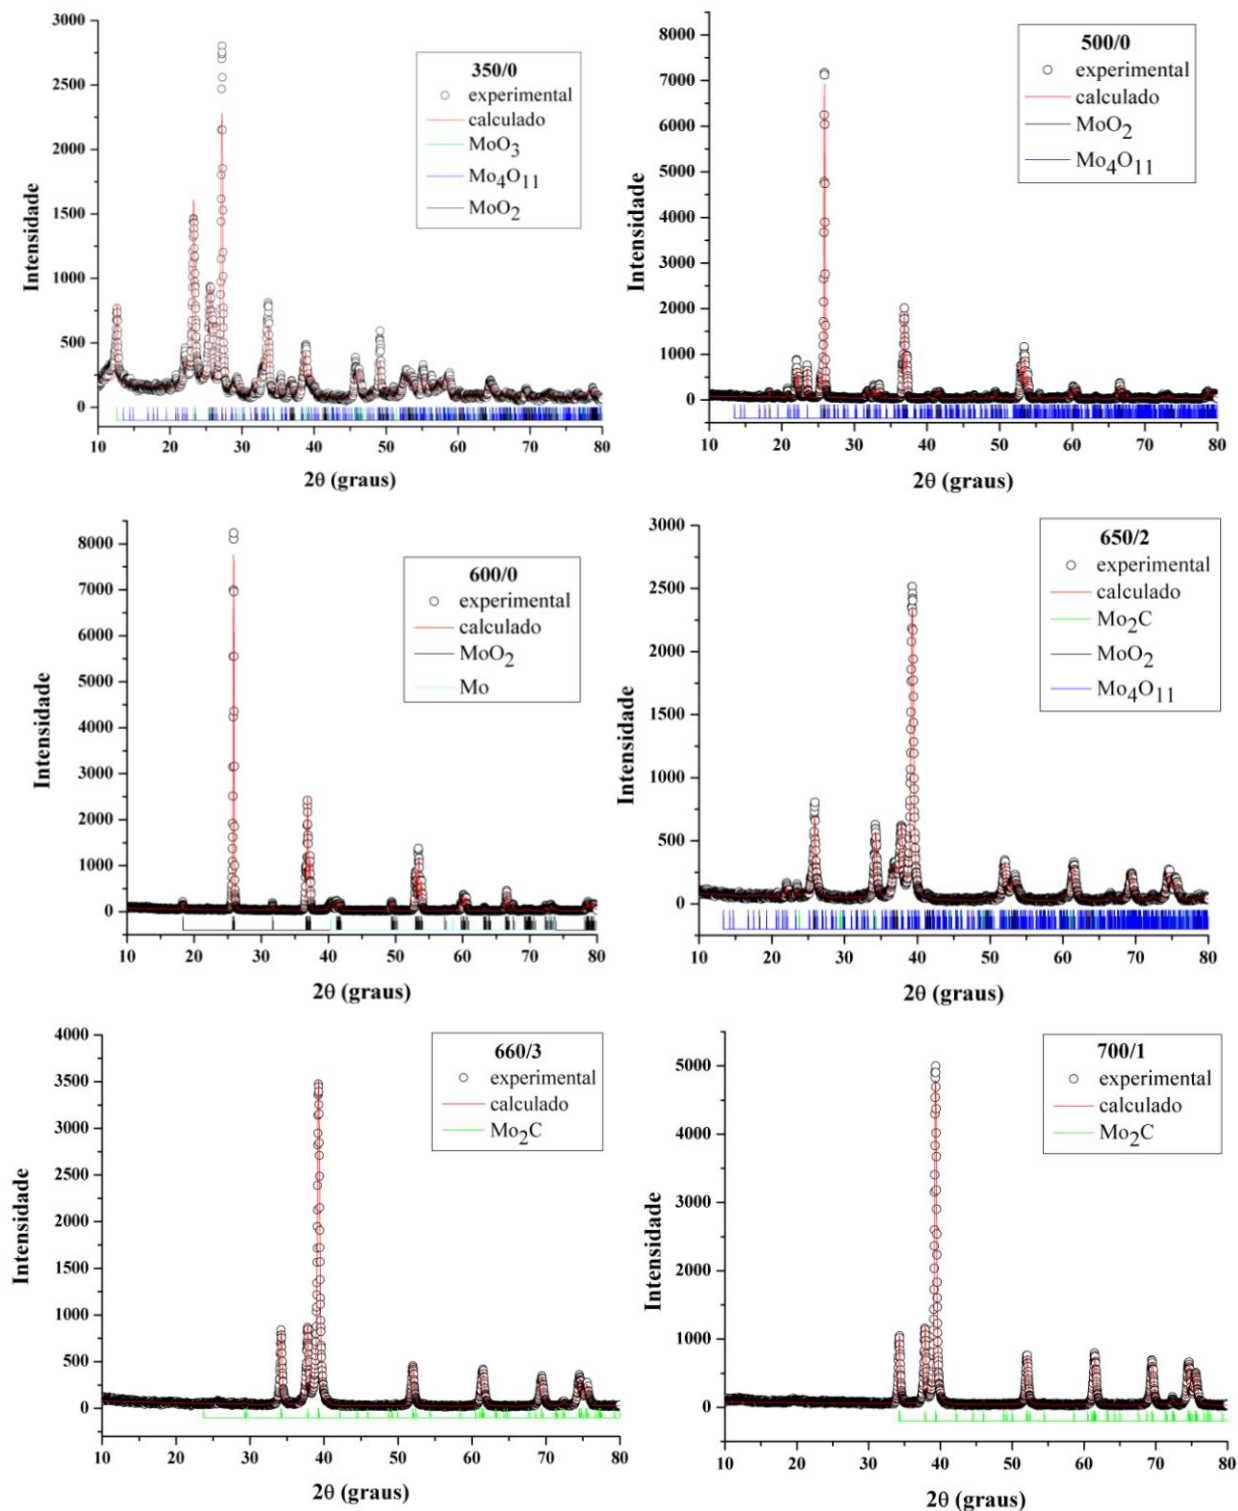 350/0
experimental
calculado
MoO3
Mo4O11
MoO2
Intensidade
3000
2500
2000
1500
1000
500
0
10 20 30 40 50 60 70 80
2θ (graus)
500/0
experimental
calculado
MoO2
Mo4O11
Intensidade
8000
7000
6000
5000
4000
3000
2000
1000
0
10 20 30 40 50 60 70 80
2θ (graus)
600/0
experimental
calculado
MoO2
Mo
Intensidade
8000
7000
6000
5000
4000
3000
2000
1000
0
10 20 30 40 50 60 70 80
2θ (graus)
650/2
experimental
calculado
Mo2C
MoO2
Mo4O11
Intensidade
3000
2500
2000
1500
1000
500
0
10 20 30 40 50 60 70 80
2θ (graus)
660/3
experimental
calculado
Mo2C
Intensidade
4000
3500
3000
2500
2000
1500
1000
500
0
10 20 30 40 50 60 70 80
2θ (graus)
700/1
experimental
calculado
Mo2C
Intensidade
5000
4000
3000
2000
1000
0
10 20 30 40 50 60 70 80
2θ (graus)